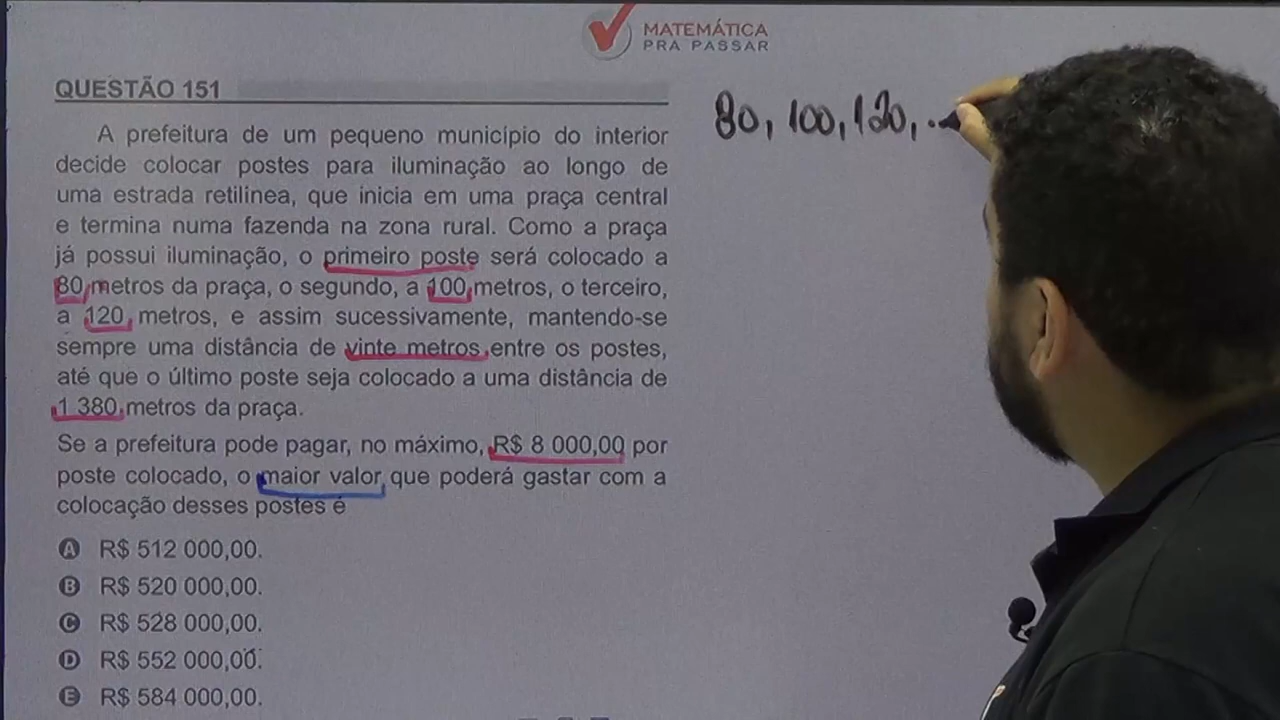 MATEMÁTICA
PRA PASSAR
QUESTÃO 151
80, 100, 120, ..
A prefeitura de um pequeno município do interior
decide colocar postes para iluminação ao longo de
uma estrada retilínea, que inicia em uma praça central
e termina numa fazenda na zona rural. Como a praça
já possui iluminação, o primeiro poste será colocado a
80 metros da praça, o segundo, a 100 metros, o terceiro,
a 120 metros, e assim sucessivamente, mantendo-se
sempre uma distância de vinte metros entre os postes,
até que o último poste seja colocado a uma distância de
1 380 metros da praça.
Se a prefeitura pode pagar, no máximo, R$ 8 000,00 por
poste colocado, o maior valor que poderá gastar com a
colocação desses postes é
A R$ 512 000,00.
B R$ 520 000,00.
C R$ 528 000,00.
D R$ 552 000,00.
E R$ 584 000,00.